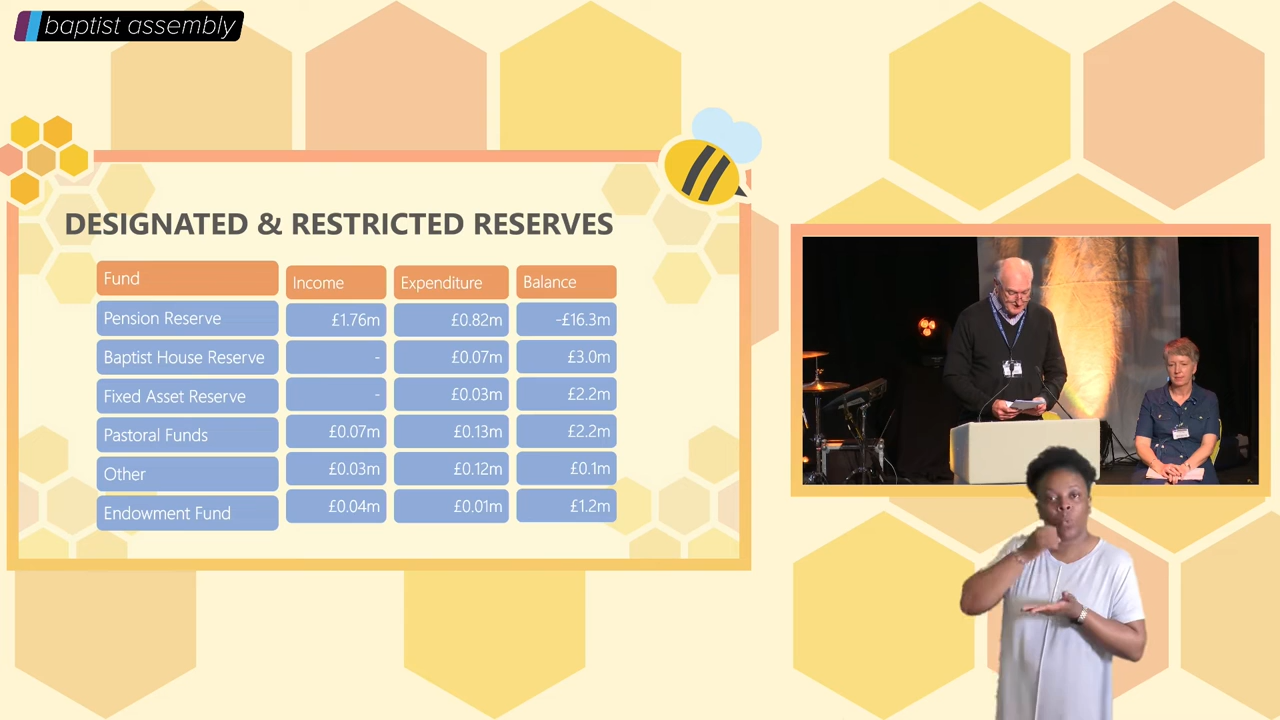 baptist assembly
DESIGNATED & RESTRICTED RESERVES
Fund Income Expenditure Balance
Pension Reserve £1.76m £0.82m -£16.3m
Baptist House Reserve - £0.07m £3.0m
Fixed Asset Reserve - £0.03m £2.2m
Pastoral Funds £0.07m £0.13m £2.2m
Other £0.03m £0.12m £0.1m
Endowment Fund £0.04m £0.01m £1.2m